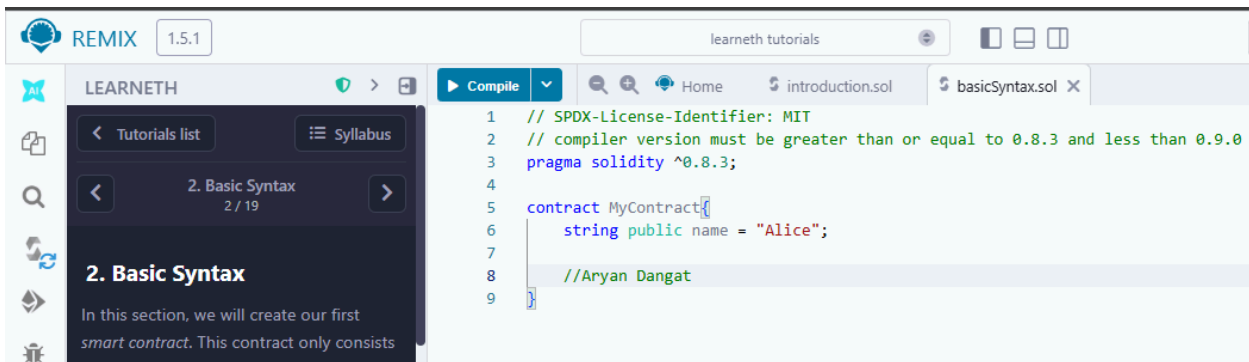 REMIX 1.5.1
learneth tutorials
AI
LEARNETH
Tutorials list
Syllabus
2. Basic Syntax
2 / 19
2. Basic Syntax
In this section, we will create our first
smart contract. This contract only consists
Compile
Home
introduction.sol
basicSyntax.sol
1 // SPDX-License-Identifier: MIT
2 // compiler version must be greater than or equal to 0.8.3 and less than 0.9.0
3 pragma solidity ^0.8.3;
4
5 contract MyContract{
6 string public name = "Alice";
7
8 //Aryan Dangat
9 }